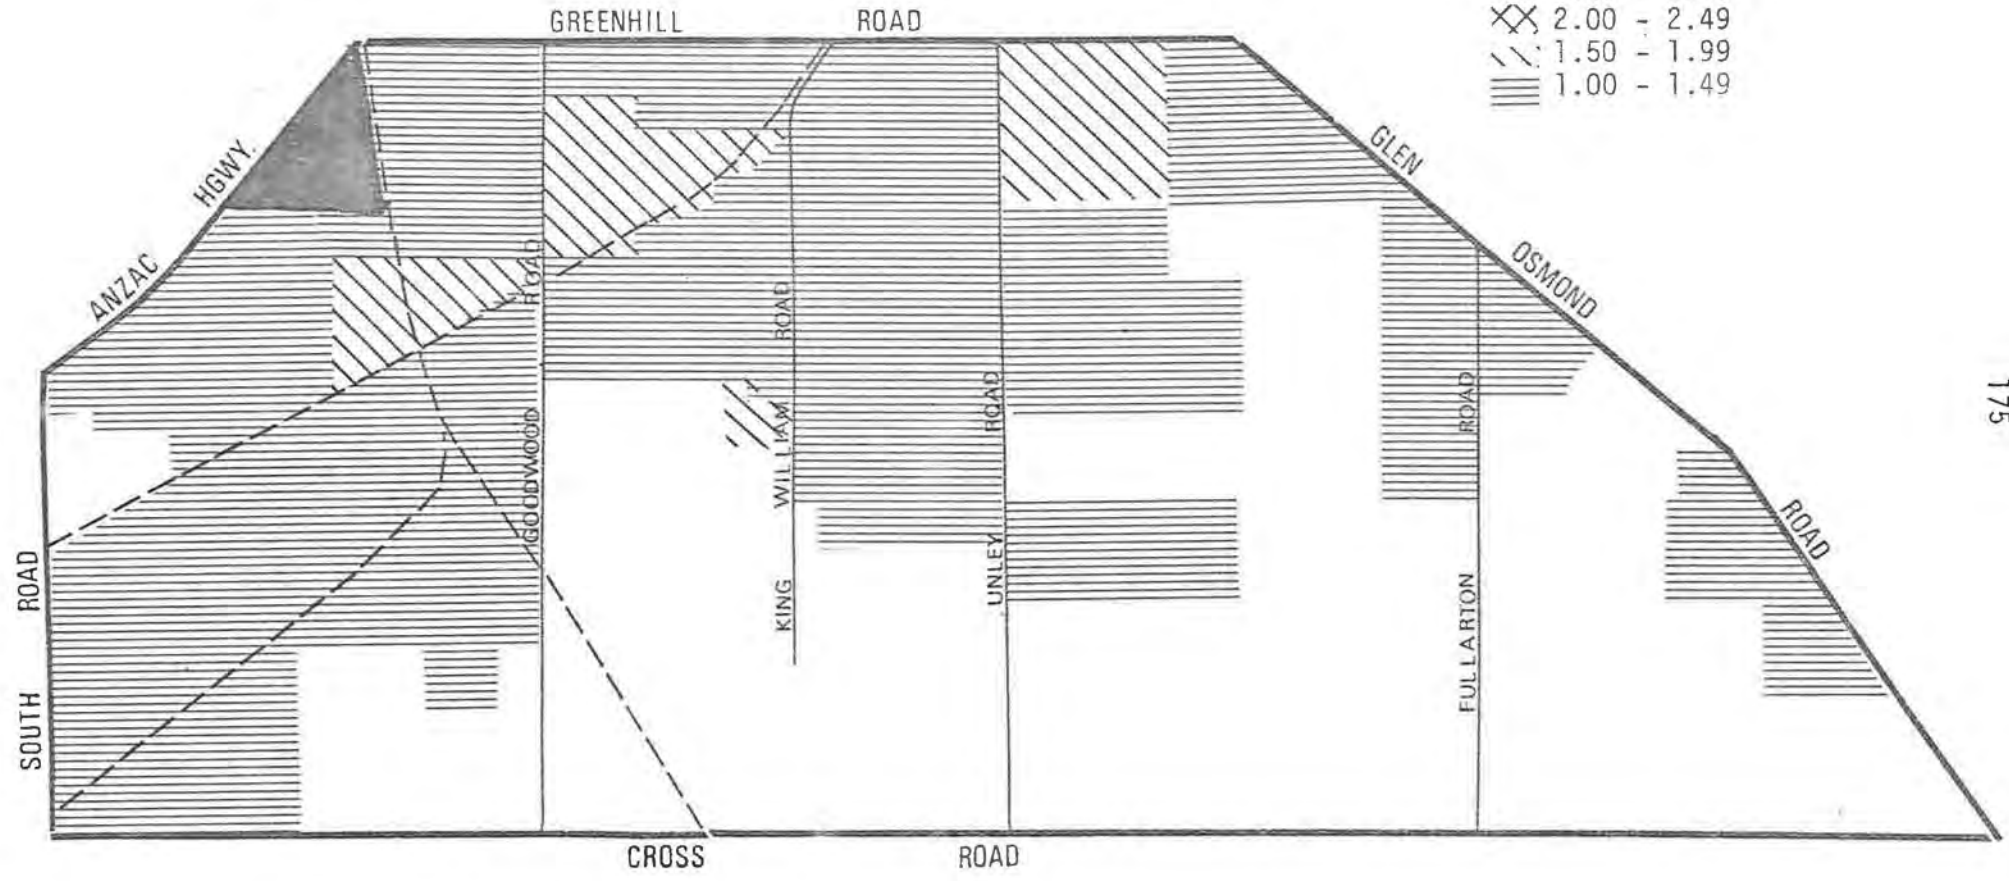 GREENHILL ROAD
2.00 - 2.49
1.50 - 1.99
1.00 - 1.49
ANZAC HGWY.
GLEN OSMOND ROAD
SOUTH ROAD
GOODWOOD ROAD
KING WILLIAM ROAD
UNLEY ROAD
FULLARTON ROAD
CROSS ROAD
175